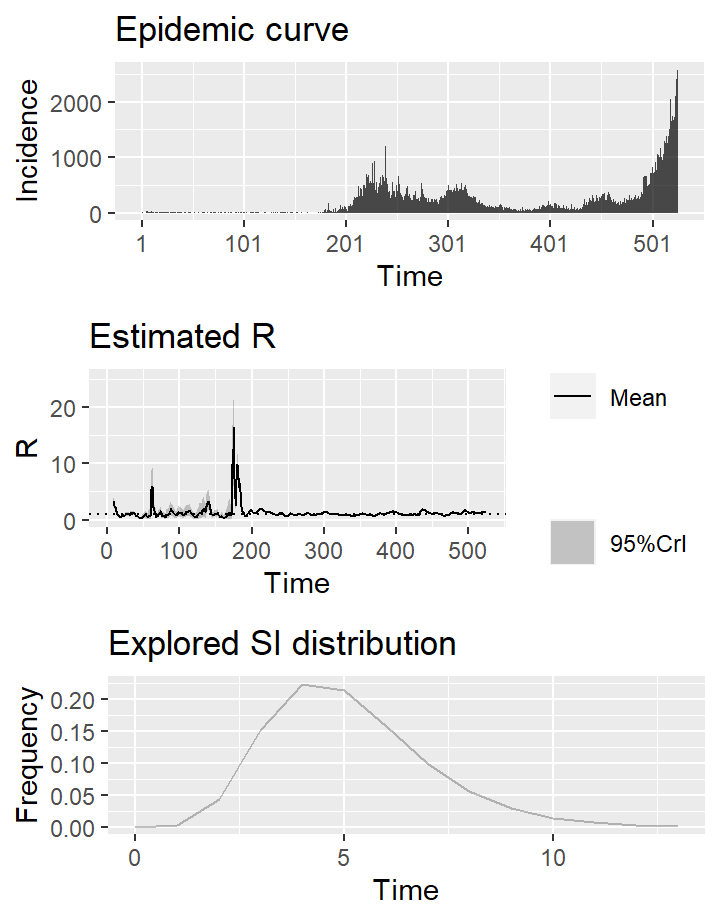 Epidemic curve
Incidence
2000
1000
0
1 101 201 301 401 501
Time
Estimated R
R
20
10
0
0 100 200 300 400 500
Time
Mean
95%CrI
Explored SI distribution
Frequency
0.20
0.15
0.10
0.05
0.00
0 5 10
Time